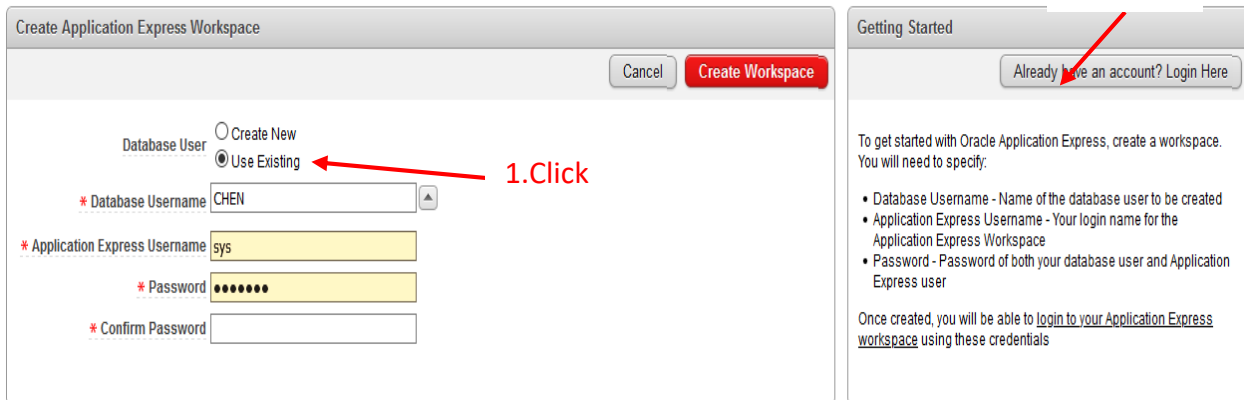 Create Application Express Workspace
Cancel
Create Workspace
Database User
Create New
Use Existing
1.Click
* Database Username
CHEN
* Application Express Username
sys
* Password
●●●●●●●
* Confirm Password
Getting Started
Already have an account? Login Here
To get started with Oracle Application Express, create a workspace.
You will need to specify:
• Database Username - Name of the database user to be created
• Application Express Username - Your login name for the
Application Express Workspace
• Password - Password of both your database user and Application
Express user
Once created, you will be able to login to your Application Express
workspace using these credentials